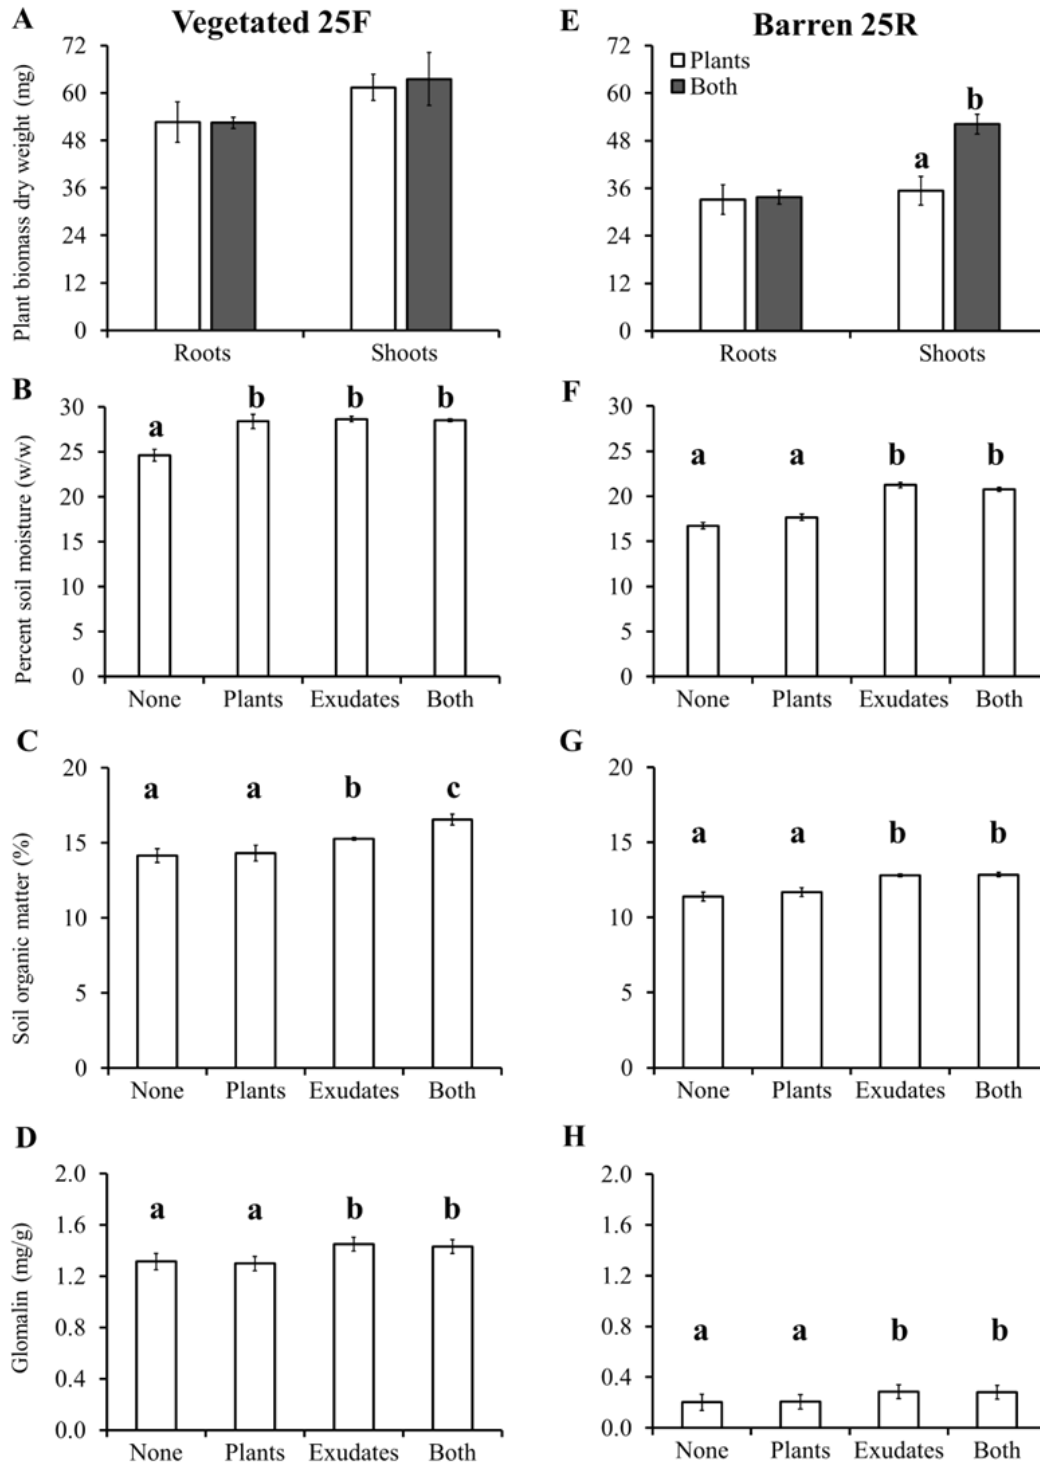 A
Vegetated 25F
Plant biomass dry weight (mg)
72
60
48
36
24
12
0
Roots
Shoots
E
Barren 25R
72
60
48
36
24
12
0
Plants
Both
a
b
Roots
Shoots
B
Percent soil moisture (w/w)
30
25
20
15
10
5
0
a
b
b
b
None
Plants
Exudates
Both
F
30
25
20
15
10
5
0
a
a
b
b
None
Plants
Exudates
Both
C
Soil organic matter (%)
20
15
10
5
0
a
a
b
c
None
Plants
Exudates
Both
G
20
15
10
5
0
a
a
b
b
None
Plants
Exudates
Both
D
Glomalin (mg/g)
2.0
1.6
1.2
0.8
0.4
0.0
a
a
b
b
None
Plants
Exudates
Both
H
2.0
1.6
1.2
0.8
0.4
0.0
a
a
b
b
None
Plants
Exudates
Both